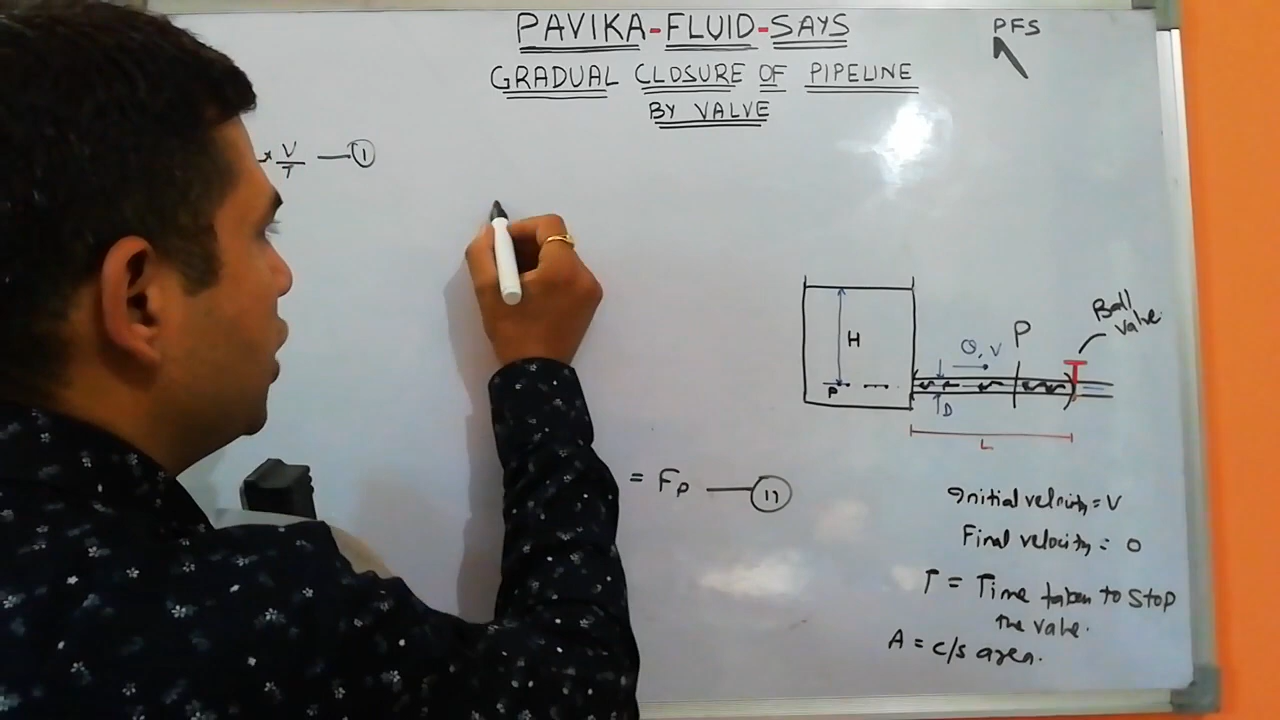 PAVIKA-FLUID-SAYS
PFS
GRADUAL CLOSURE OF PIPELINE
BY VALVE
* V/T — 1
Ball
valve
P
Q, V
H
P
D
L
= Fp — 11
Initial velocity = V
Final velocity = 0
T = Time taken to stop
the valve.
A = c/s area.